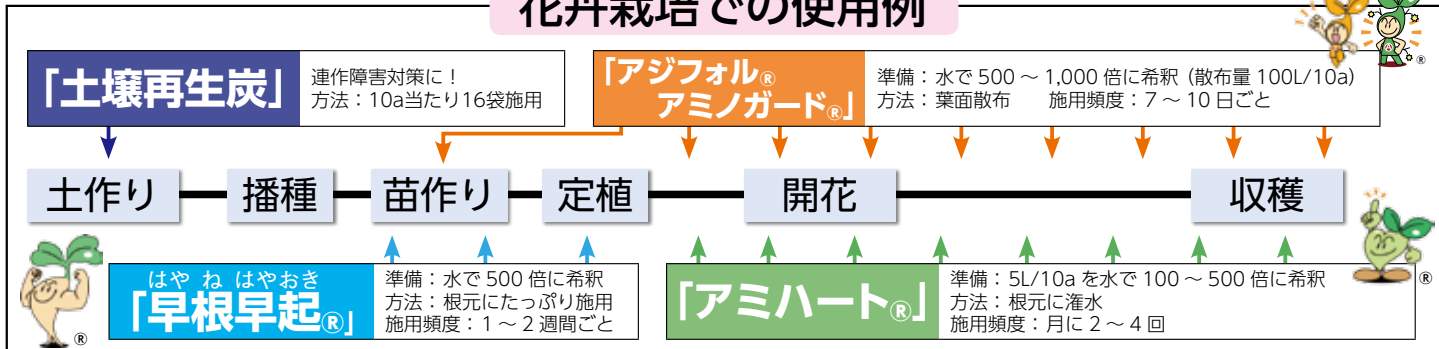 花卉栽培での使用例
「土壌再生炭」
連作障害対策に！
方法：10a当たり16袋施用
「アジフォル®
アミノガード®」
準備：水で500～1,000倍に希釈（散布量100L/10a）
方法：葉面散布　施用頻度：7～10日ごと
®
土作り
播種
苗作り
定植
開花
収穫
®
はやねはやおき
「早根早起®」
準備：水で500倍に希釈
方法：根元にたっぷり施用
施用頻度：1～2週間ごと
「アミハート®」
準備：5L/10aを水で100～500倍に希釈
方法：根元に潅水
施用頻度：月に2～4回
®